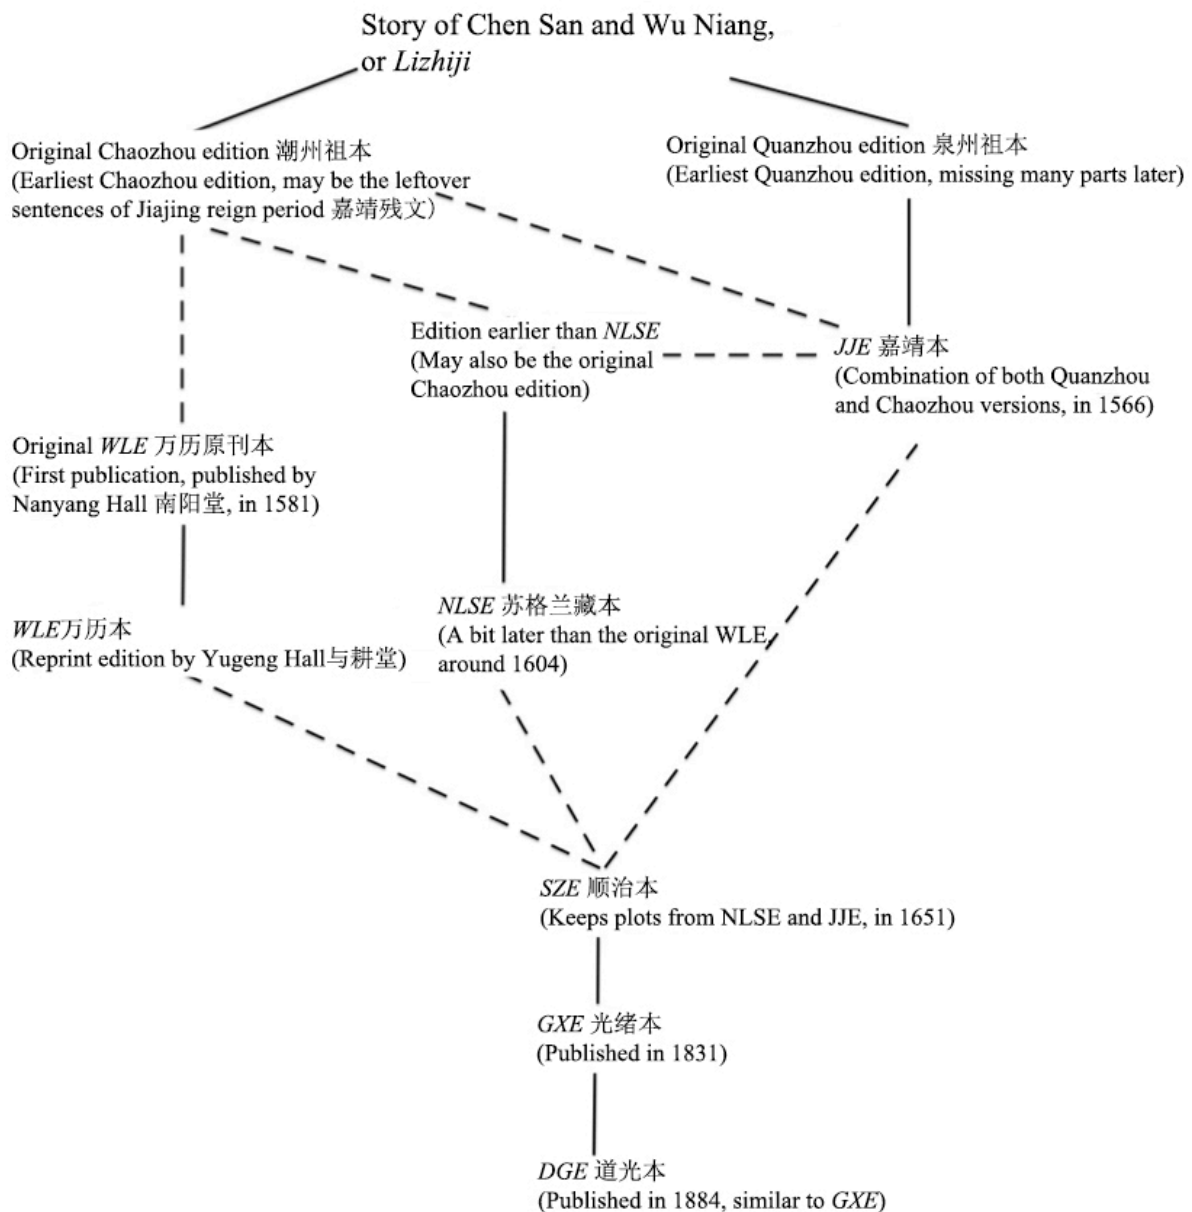 Story of Chen San and Wu Niang,
or Lizhiji
Original Chaozhou edition 潮州祖本
(Earliest Chaozhou edition, may be the leftover
sentences of Jiajing reign period 嘉靖残文)
Original Quanzhou edition 泉州祖本
(Earliest Quanzhou edition, missing many parts later)
Edition earlier than NLSE
(May also be the original
Chaozhou edition)
JJE 嘉靖本
(Combination of both Quanzhou
and Chaozhou versions, in 1566)
Original WLE 万历原刊本
(First publication, published by
Nanyang Hall 南阳堂, in 1581)
WLE万历本
(Reprint edition by Yugeng Hall与耕堂)
NLSE 苏格兰藏本
(A bit later than the original WLE,
around 1604)
SZE 顺治本
(Keeps plots from NLSE and JJE, in 1651)
GXE 光绪本
(Published in 1831)
DGE 道光本
(Published in 1884, similar to GXE)